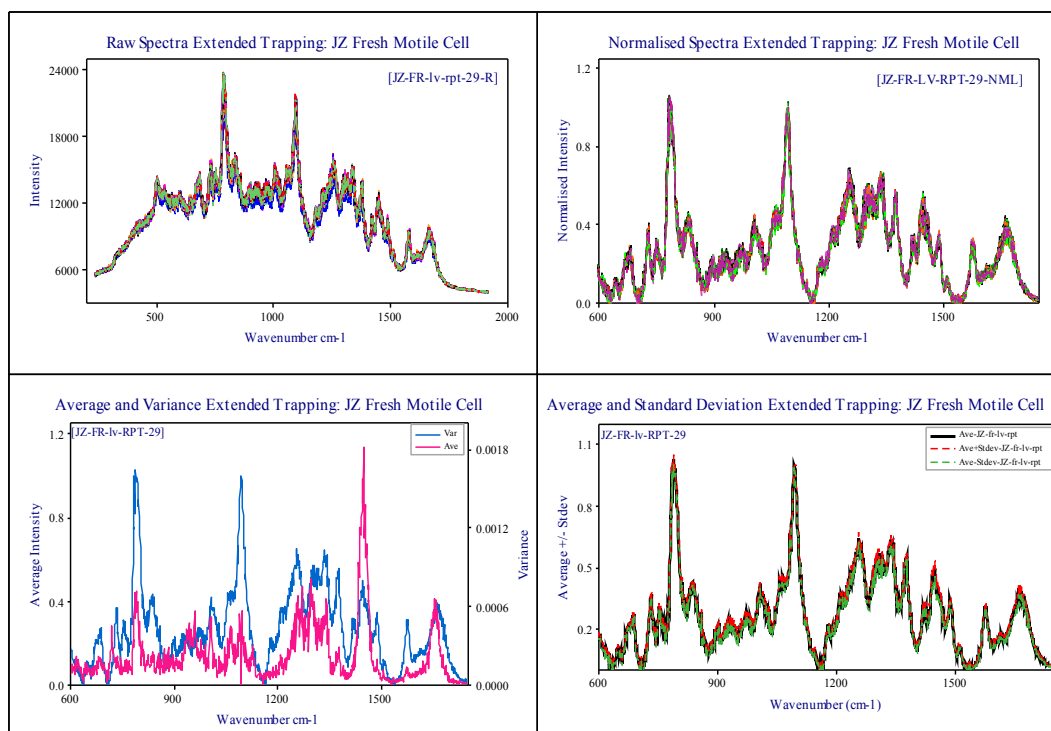 Raw Spectra Extended Trapping: JZ Fresh Motile Cell
[JZ-FR-lv-rpt-29-R]
24000
18000
12000
6000
Intensity
500
1000
1500
2000
Wavenumber cm-1
Normalised Spectra Extended Trapping: JZ Fresh Motile Cell
[JZ-FR-LV-RPT-29-NML]
1.2
0.8
0.4
0.0
Normalised Intensity
600
900
1200
1500
Wavenumber cm-1
Average and Variance Extended Trapping: JZ Fresh Motile Cell
[JZ-FR-lv-RPT-29]
Var
Ave
1.2
0.8
0.4
0.0
Average Intensity
0.0018
0.0012
0.0006
0.0000
Variance
600
900
1200
1500
Wavenumber cm-1
Average and Standard Deviation Extended Trapping: JZ Fresh Motile Cell
JZ-FR-lv-RPT-29
Ave-JZ-fr-lv-rpt
Ave+Stdev-JZ-fr-lv-rpt
Ave-Stdev-JZ-fr-lv-rpt
1.1
0.8
0.5
0.2
Average +/- Stdev
600
900
1200
1500
Wavenumber (cm-1)